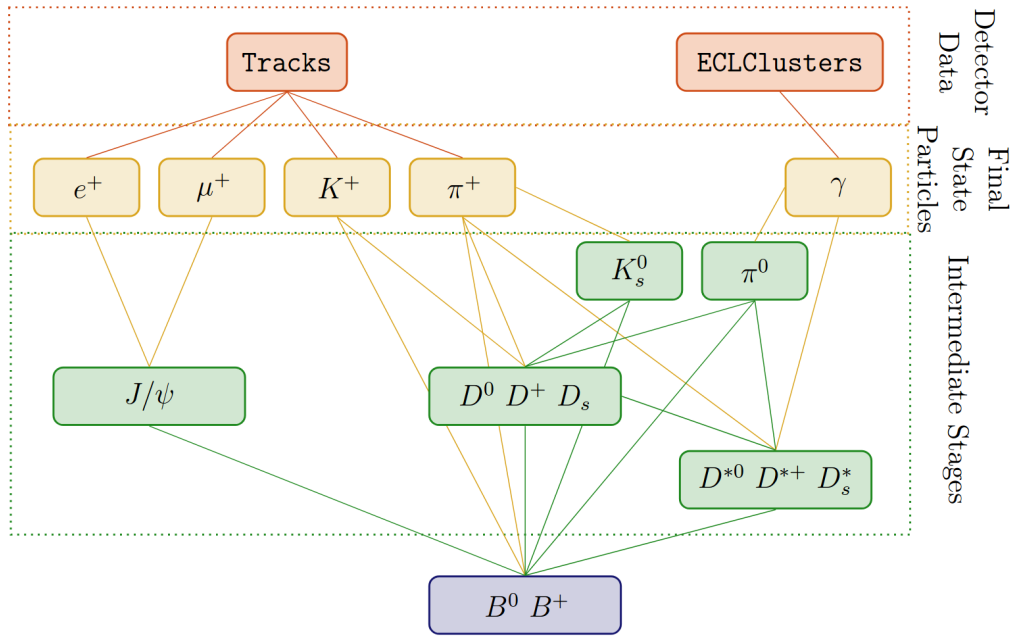 Tracks
ECLClusters
Detector
Data
e⁺
μ⁺
K⁺
π⁺
γ
Final
State
Particles
K⁰ₛ
π⁰
J/ψ
D⁰ D⁺ Dₛ
D*⁰ D*⁺ D*ₛ
Intermediate Stages
B⁰ B⁺